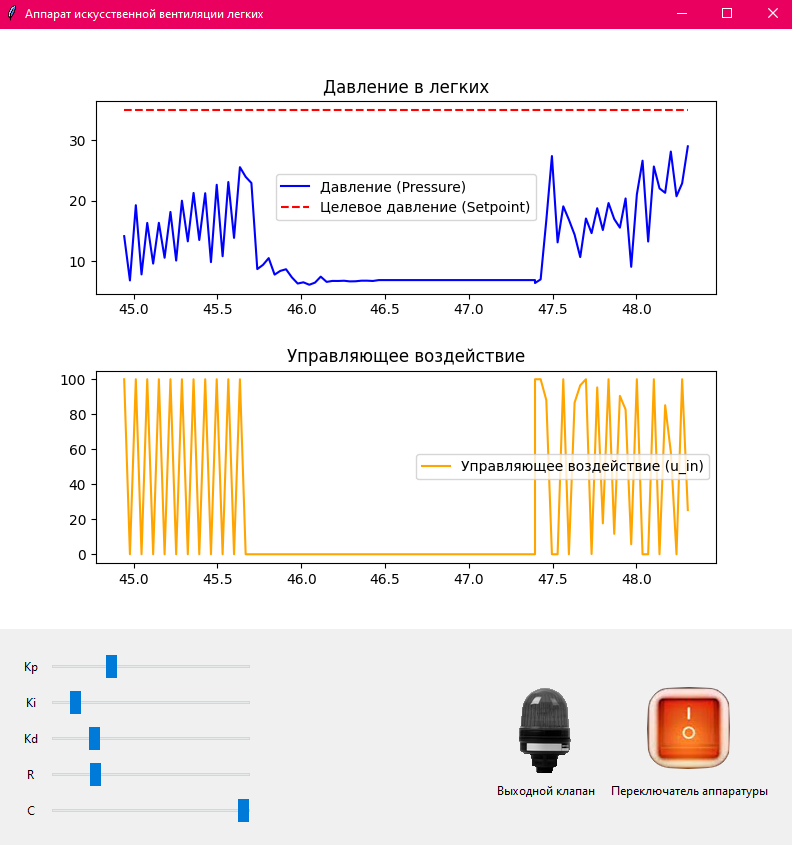 Аппарат искусственной вентиляции легких
Давление в легких
30
20
10
Давление (Pressure)
Целевое давление (Setpoint)
45.0 45.5 46.0 46.5 47.0 47.5 48.0
Управляющее воздействие
100
80
60
40
20
0
Управляющее воздействие (u_in)
45.0 45.5 46.0 46.5 47.0 47.5 48.0
Kp
Ki
Kd
R
C
Выходной клапан
Переключатель аппаратуры